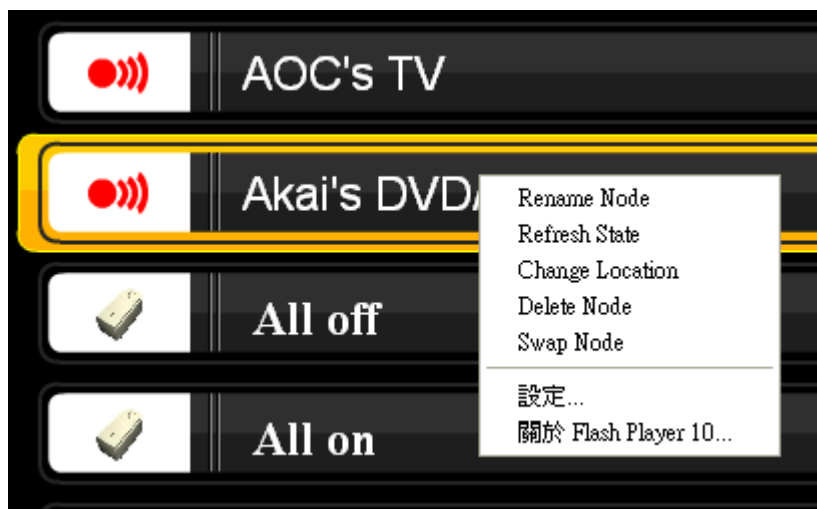 AOC's TV
Akai's DVD
Rename Node
Refresh State
Change Location
Delete Node
Swap Node
設定...
關於 Flash Player 10...
All off
All on